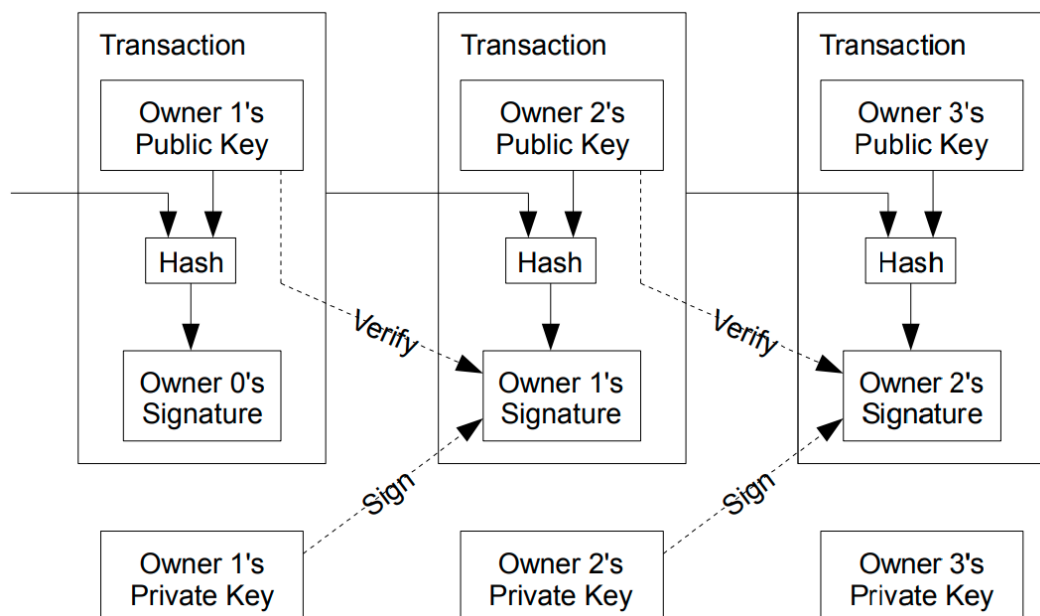 Transaction
Owner 1's
Public Key
Hash
Owner 0's
Signature
Transaction
Owner 2's
Public Key
Hash
Verify
Owner 1's
Signature
Transaction
Owner 3's
Public Key
Hash
Verify
Owner 2's
Signature
Sign
Sign
Owner 1's
Private Key
Owner 2's
Private Key
Owner 3's
Private Key